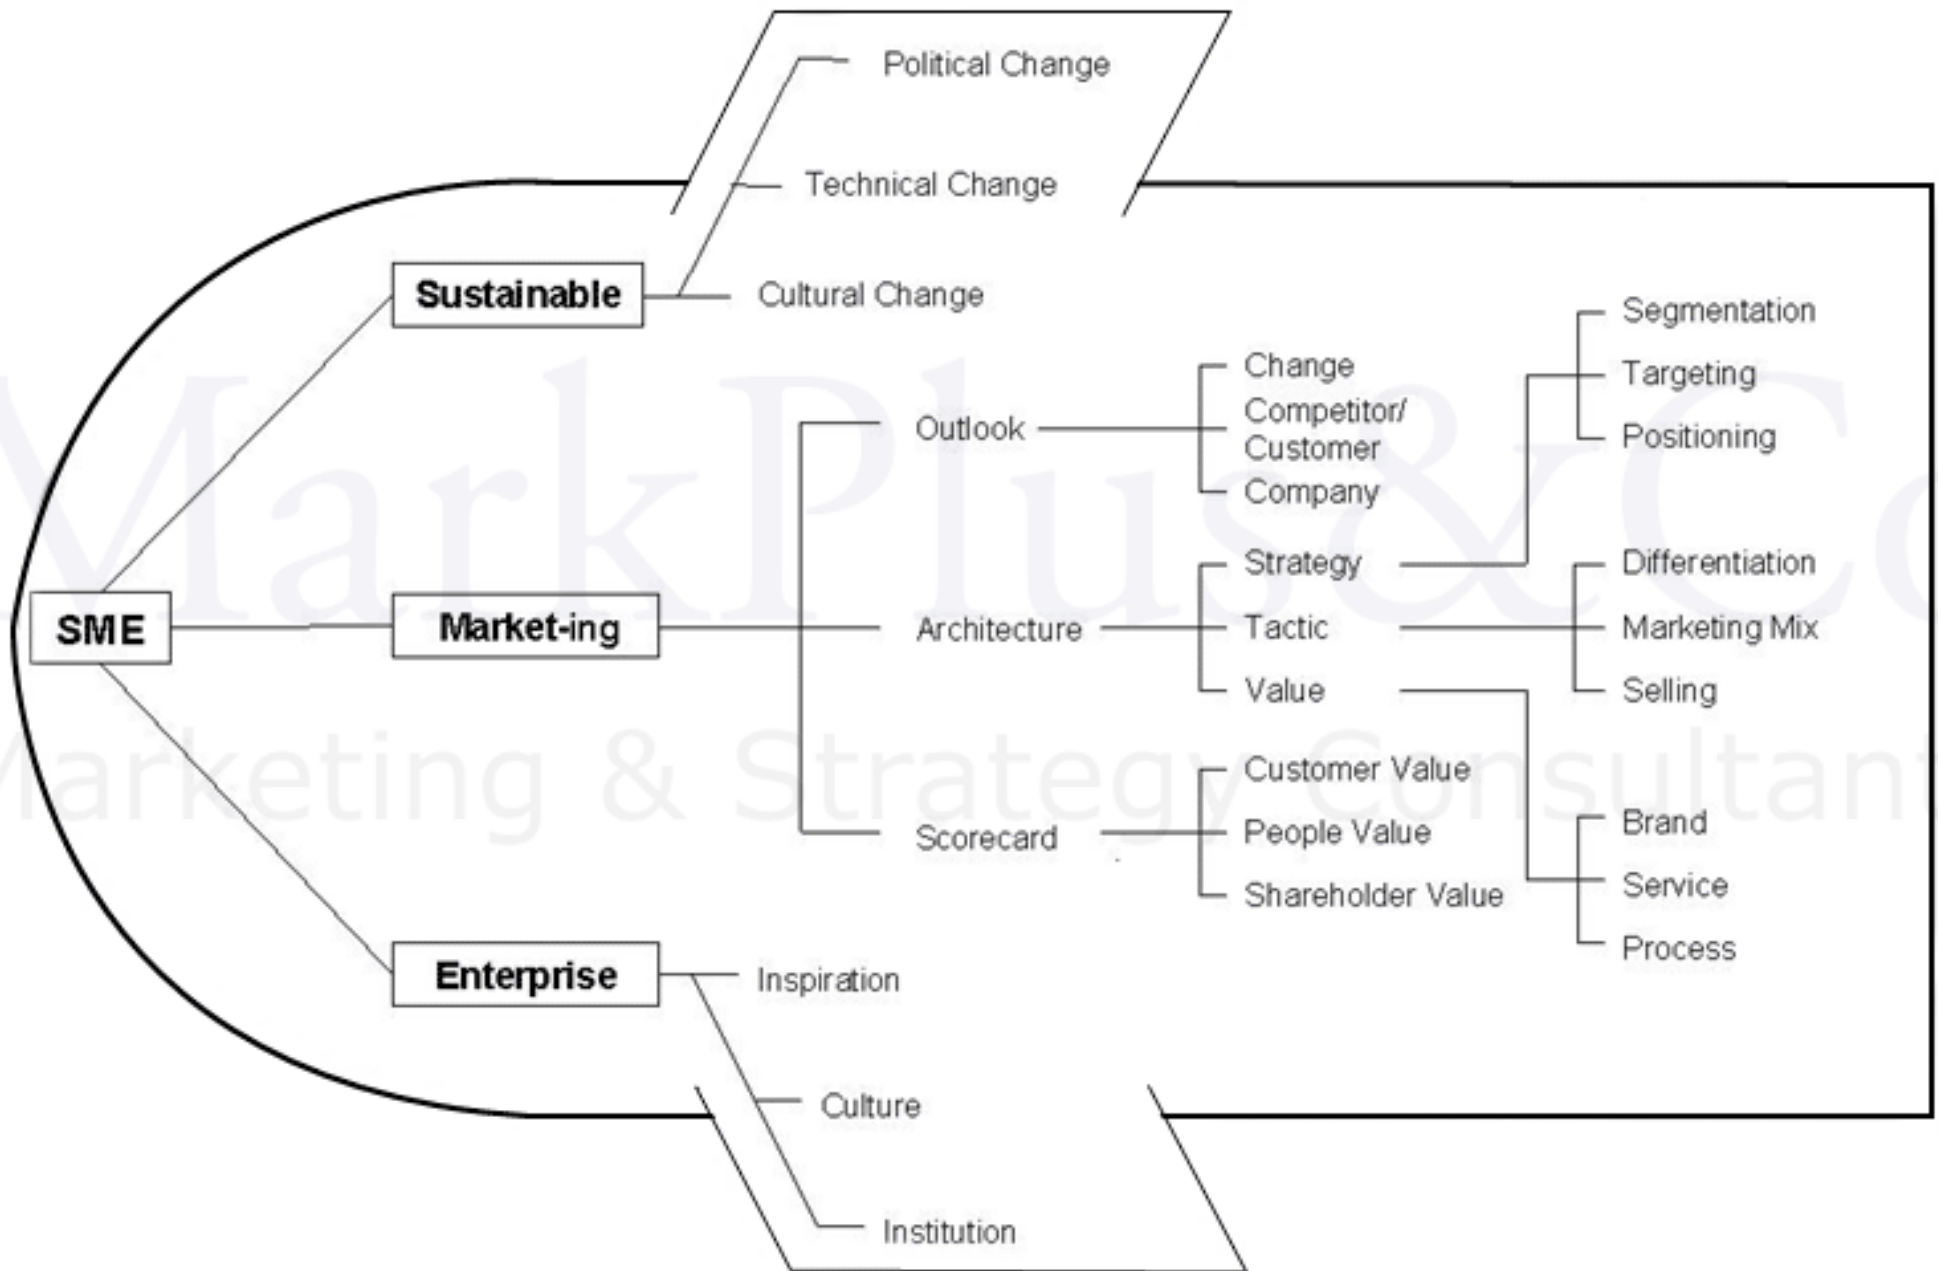 Political Change
Technical Change
Sustainable
Cultural Change
Segmentation
Targeting
Positioning
Change
Competitor/
Customer
Company
Outlook
Strategy
Differentiation
SME
Market-ing
Architecture
Tactic
Marketing Mix
Value
Selling
Customer Value
People Value
Shareholder Value
Scorecard
Brand
Service
Process
Enterprise
Inspiration
Culture
Institution
MarkPlus&Co
Marketing & Strategy Consultant